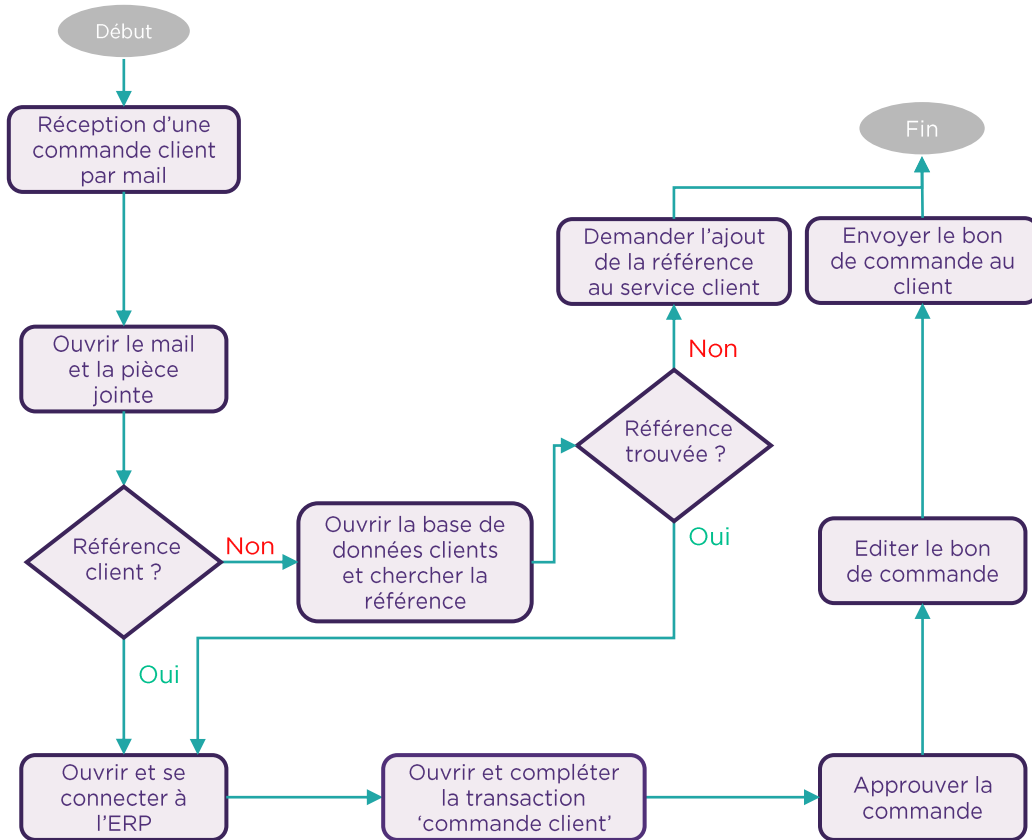 Début
Réception d'une
commande client
par mail
Ouvrir le mail
et la pièce
jointe
Référence
client ?
Non
Oui
Ouvrir la base de
données clients
et chercher la
référence
Référence
trouvée ?
Non
Oui
Demander l'ajout
de la référence
au service client
Ouvrir et se
connecter à
l'ERP
Ouvrir et compléter
la transaction
'commande client'
Approuver la
commande
Editer le bon
de commande
Envoyer le bon
de commande au
client
Fin